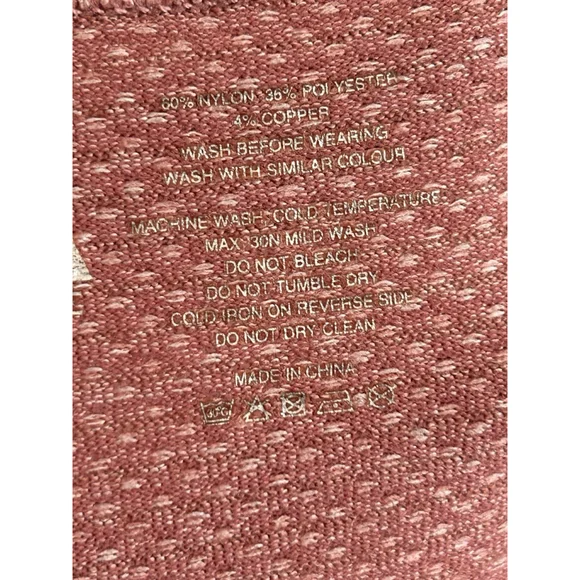 60% NYLON 36% POLYESTER
4% COPPER
WASH BEFORE WEARING
WASH WITH SIMILAR COLOUR
MACHINE WASH, COLD TEMPERATURE
MAX 30N MILD WASH
DO NOT BLEACH
DO NOT TUMBLE DRY
COLD IRON ON REVERSE SIDE
DO NOT DRY CLEAN
MADE IN CHINA